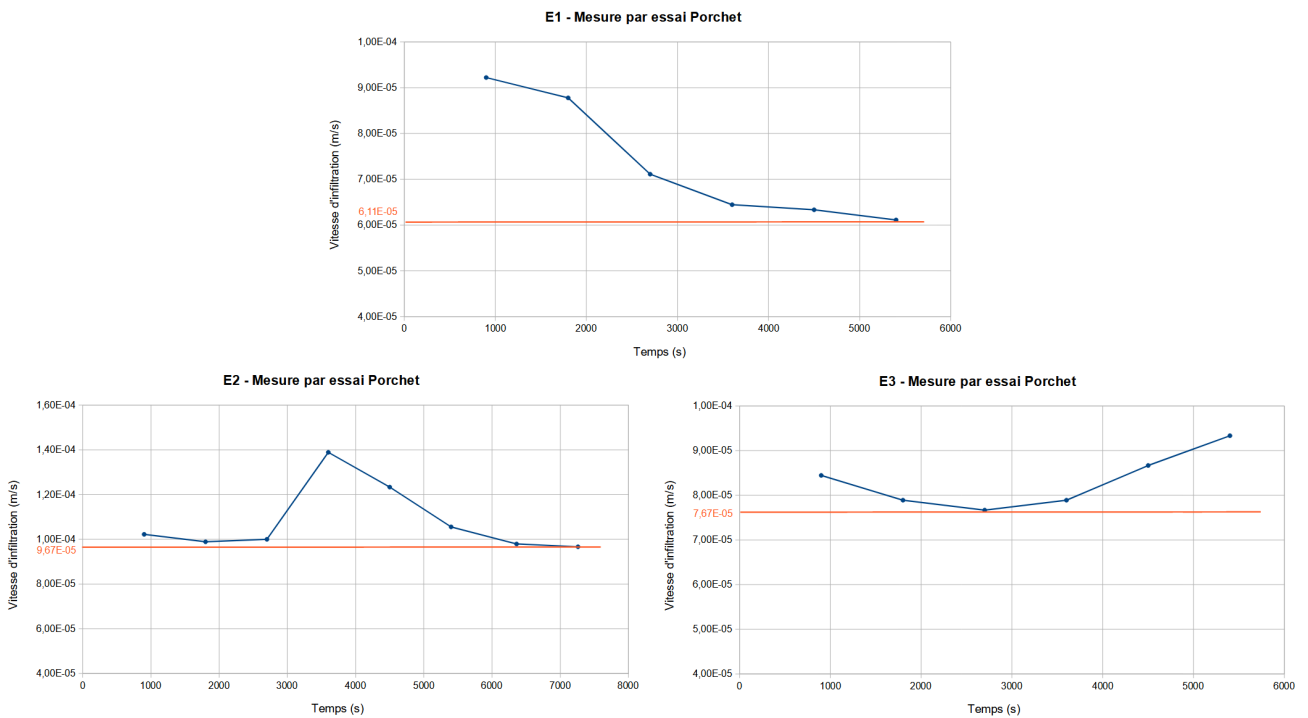 E1 - Mesure par essai Porchet
Vitesse d'infiltration (m/s)
1,00E-04
9,00E-05
8,00E-05
7,00E-05
6,11E-05
6,00E-05
5,00E-05
4,00E-05
0 1000 2000 3000 4000 5000 6000
Temps (s)
E2 - Mesure par essai Porchet
Vitesse d'infiltration (m/s)
1,60E-04
1,40E-04
1,20E-04
1,00E-04
9,67E-05
8,00E-05
6,00E-05
4,00E-05
0 1000 2000 3000 4000 5000 6000 7000 8000
Temps (s)
E3 - Mesure par essai Porchet
Vitesse d'infiltration (m/s)
1,00E-04
9,00E-05
8,00E-05
7,67E-05
7,00E-05
6,00E-05
5,00E-05
4,00E-05
0 1000 2000 3000 4000 5000 6000
Temps (s)